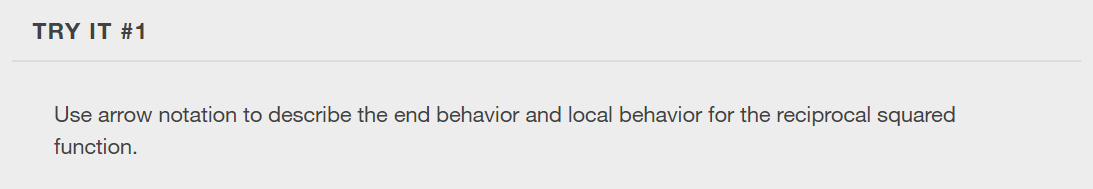 TRY IT #1
Use arrow notation to describe the end behavior and local behavior for the reciprocal squared
function.